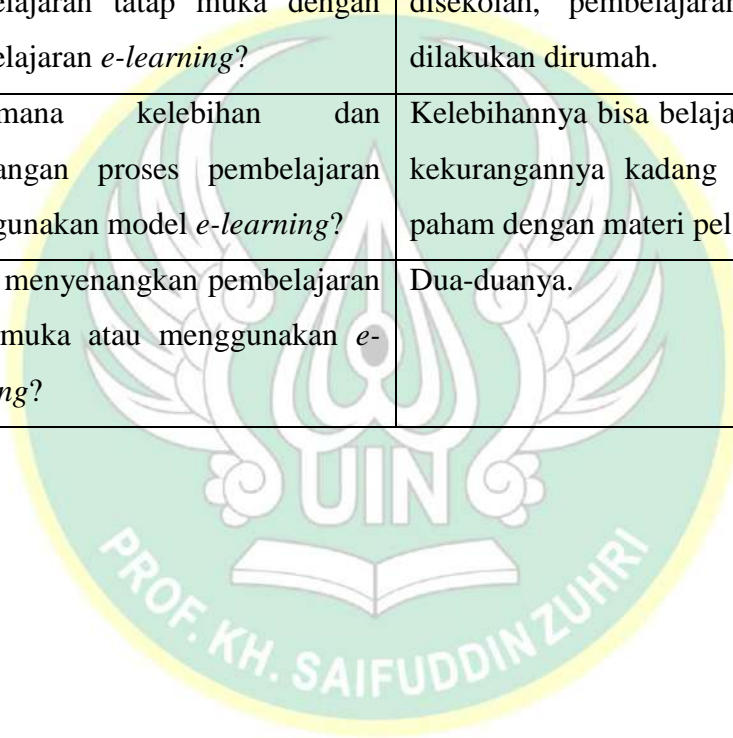 elajaran tatap muka dengan
elajaran e-learning?
disekolah, pembelajaran
dilakukan dirumah.
mana kelebihan dan
angan proses pembelajaran
gunakan model e-learning?
Kelebihannya bisa belaja
kekurangannya kadang
paham dengan materi pel
menyenangkan pembelajaran
muka atau menggunakan e-
ng?
Dua-duanya.
UIN
PROF. KH. SAIFUDDIN ZUHRI